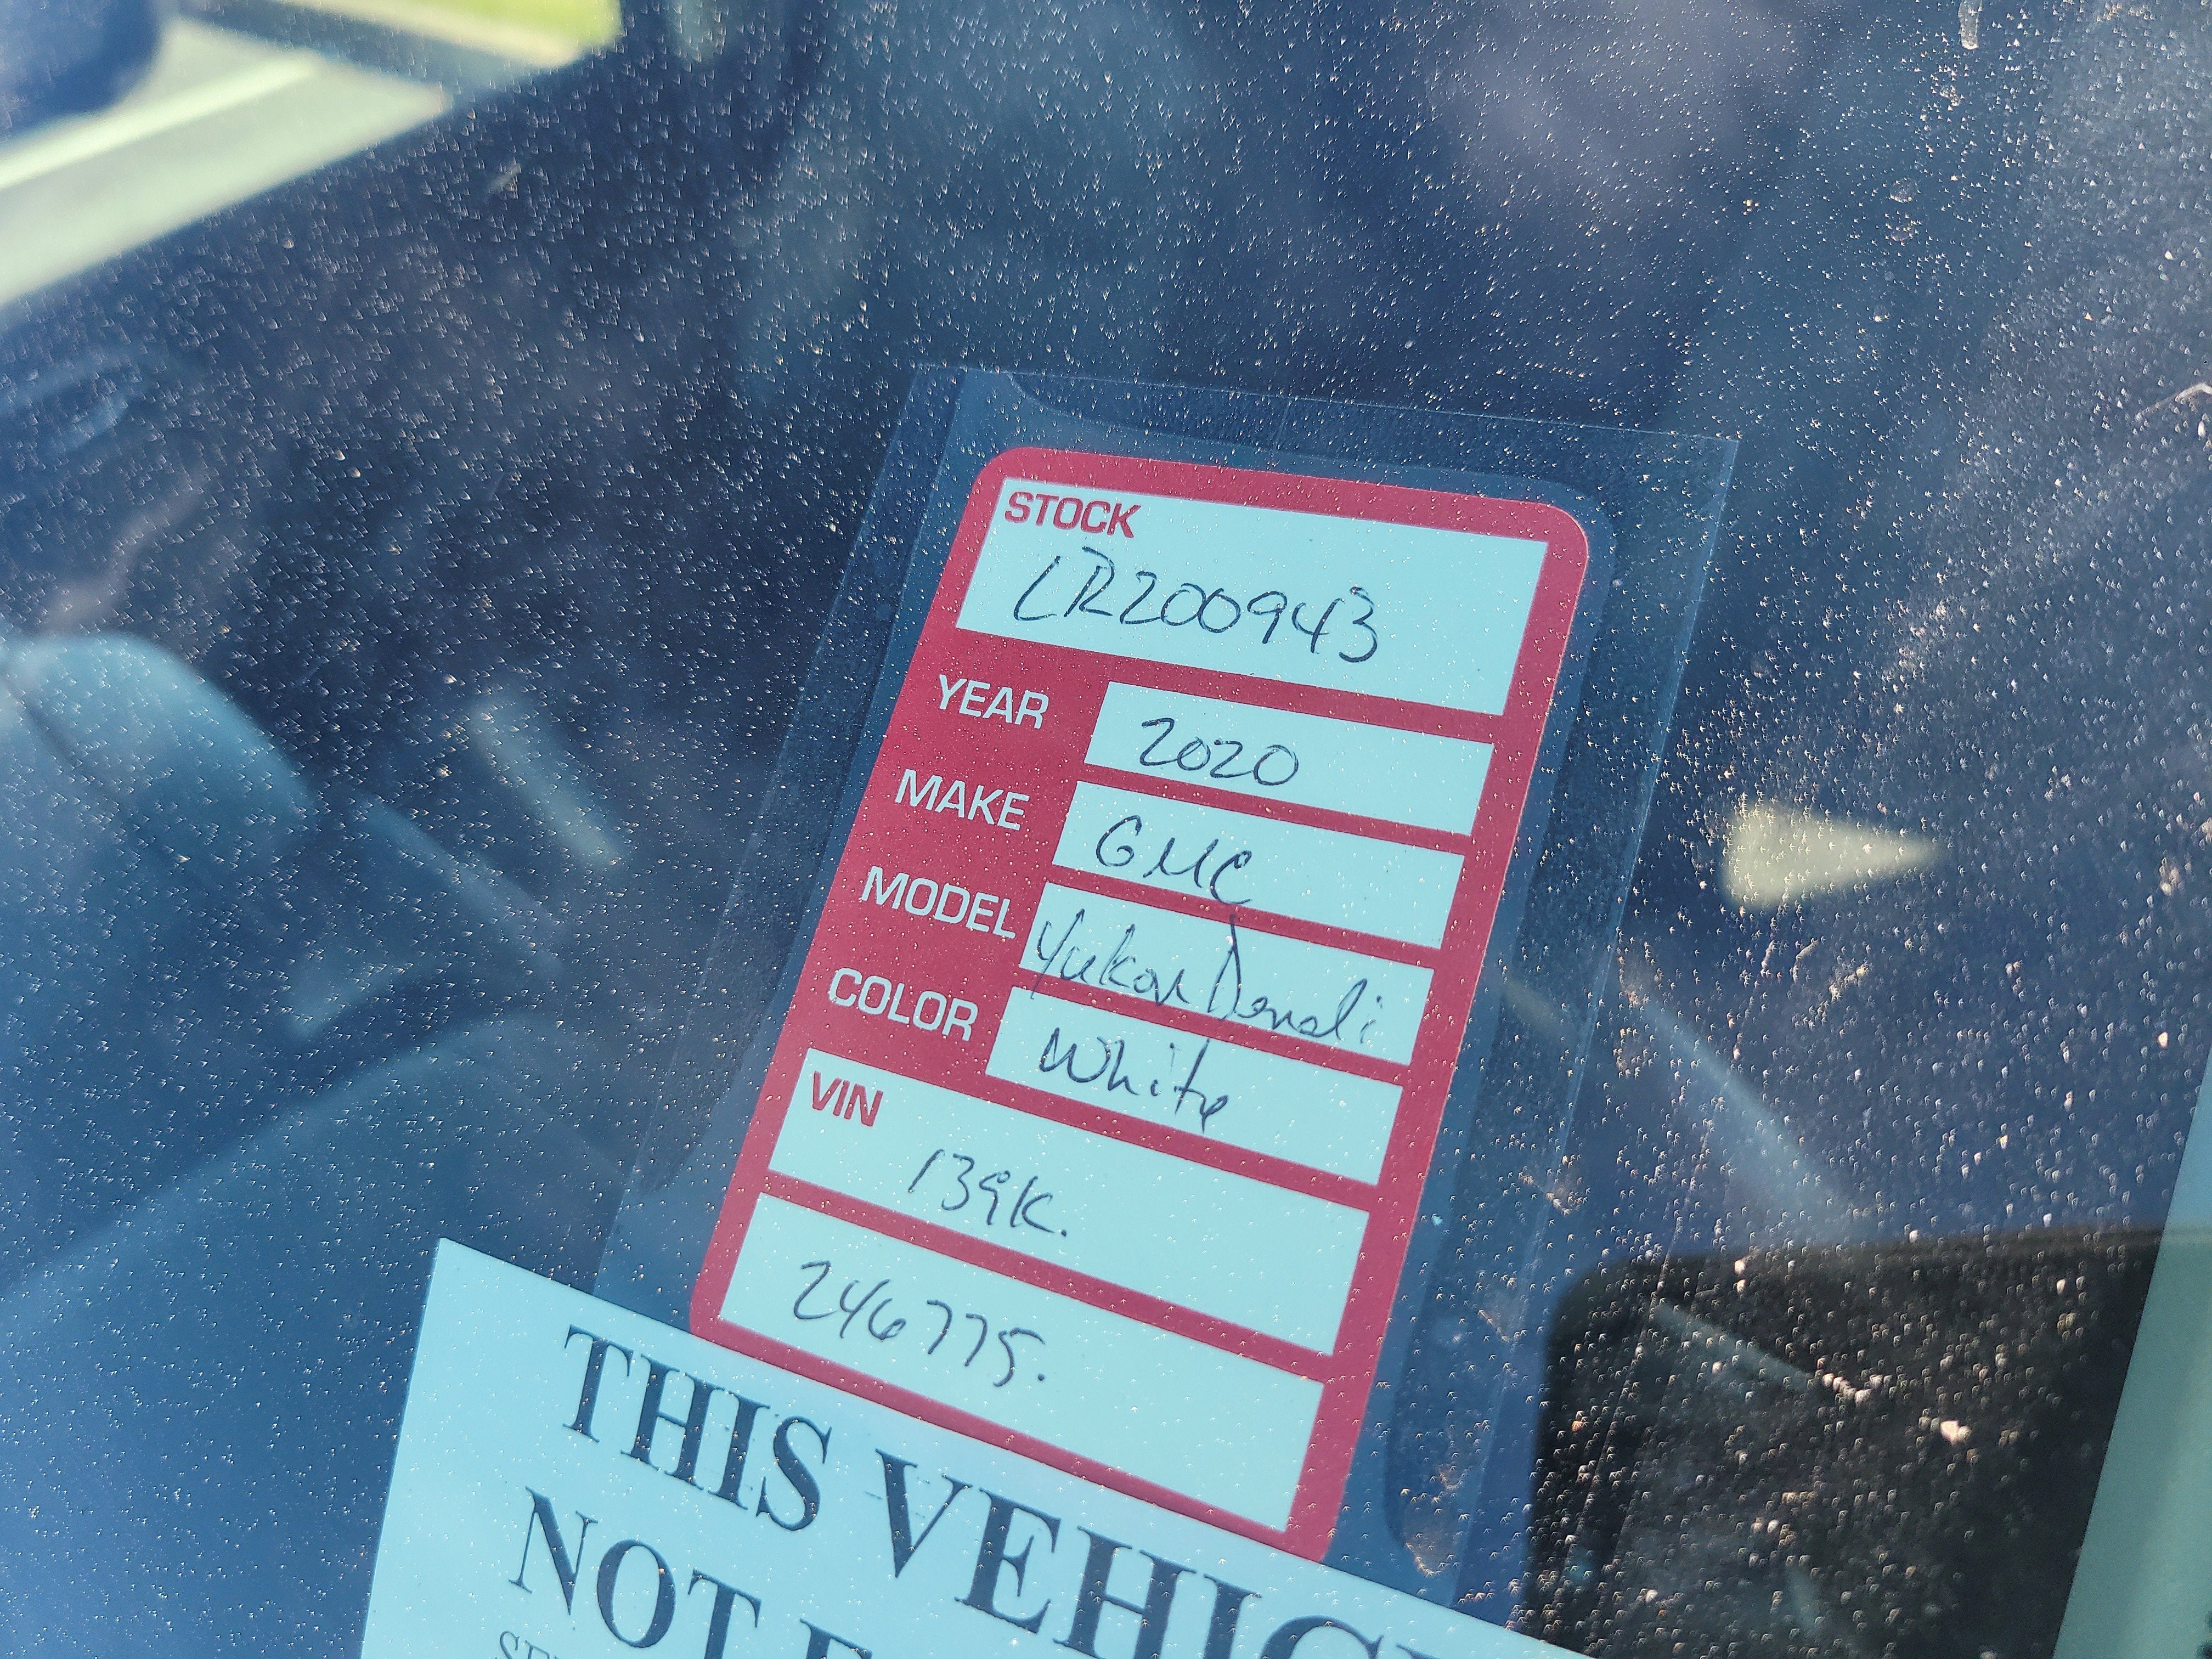 STOCK
LR200943
YEAR 2020
MAKE GMC
MODEL Yukon Denali
COLOR White
VIN
139K.
246775.
THIS VEHIC
NOT